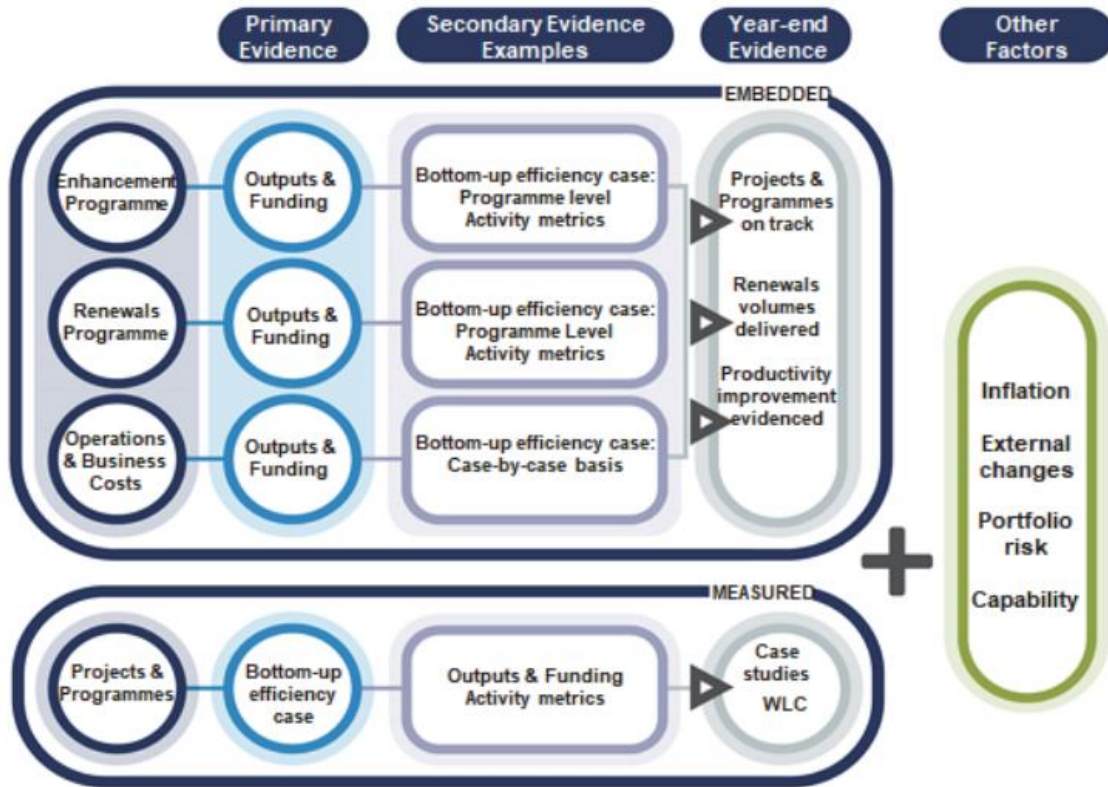 Primary
Evidence
Secondary Evidence
Examples
Year-end
Evidence
Other
Factors
EMBEDDED
Enhancement
Programme
Outputs &
Funding
Bottom-up efficiency case:
Programme level
Activity metrics
Projects &
Programmes
on track
Renewals
Programme
Outputs &
Funding
Bottom-up efficiency case:
Programme Level
Activity metrics
Renewals
volumes
delivered
Operations
& Business
Costs
Outputs &
Funding
Bottom-up efficiency case:
Case-by-case basis
Productivity
improvement
evidenced
MEASURED
Projects &
Programmes
Bottom-up
efficiency
case
Outputs & Funding
Activity metrics
Case
studies
WLC
Inflation
External
changes
Portfolio
risk
Capability